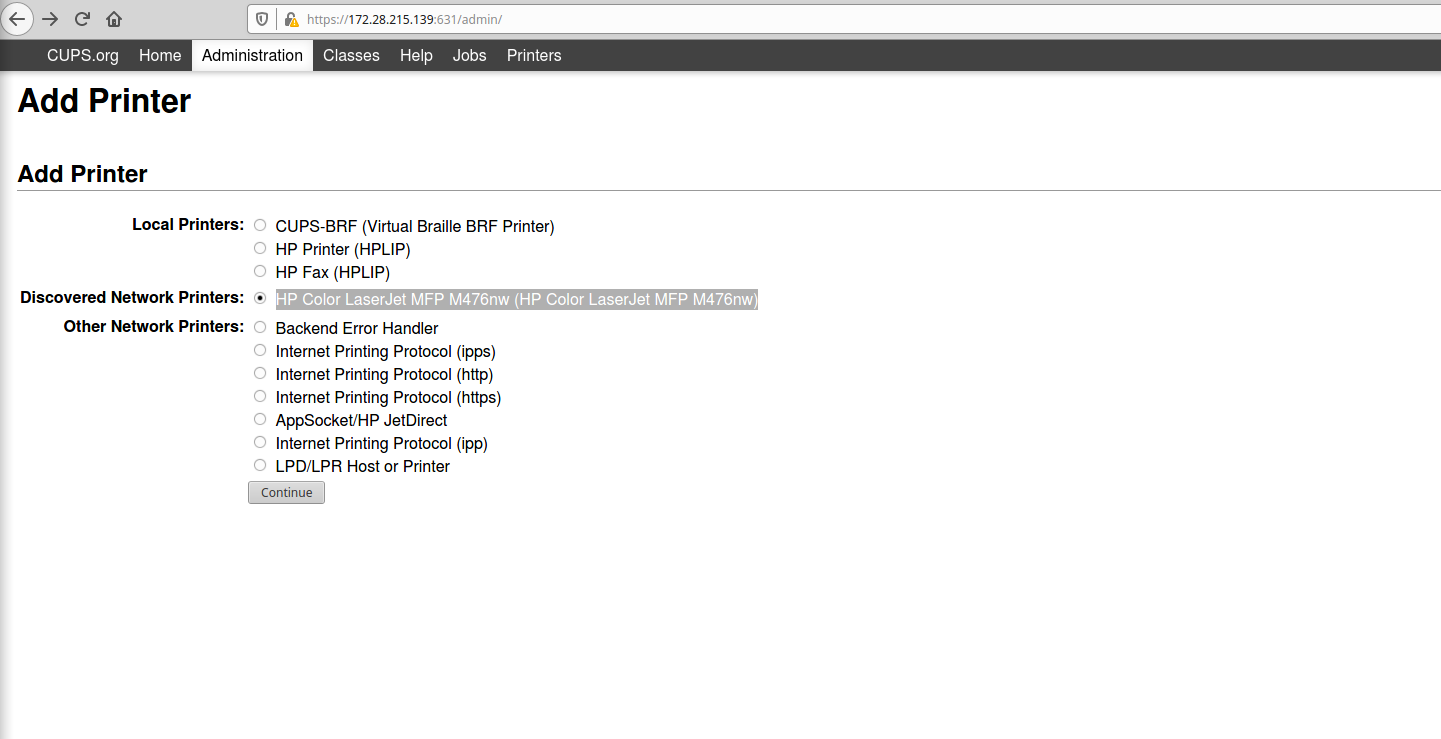 https://172.28.215.139:631/admin/
CUPS.org Home Administration Classes Help Jobs Printers
Add Printer
Add Printer
Local Printers: CUPS-BRF (Virtual Braille BRF Printer)
HP Printer (HPLIP)
HP Fax (HPLIP)
Discovered Network Printers: HP Color LaserJet MFP M476nw (HP Color LaserJet MFP M476nw)
Other Network Printers: Backend Error Handler
Internet Printing Protocol (ipps)
Internet Printing Protocol (http)
Internet Printing Protocol (https)
AppSocket/HP JetDirect
Internet Printing Protocol (ipp)
LPD/LPR Host or Printer
Continue